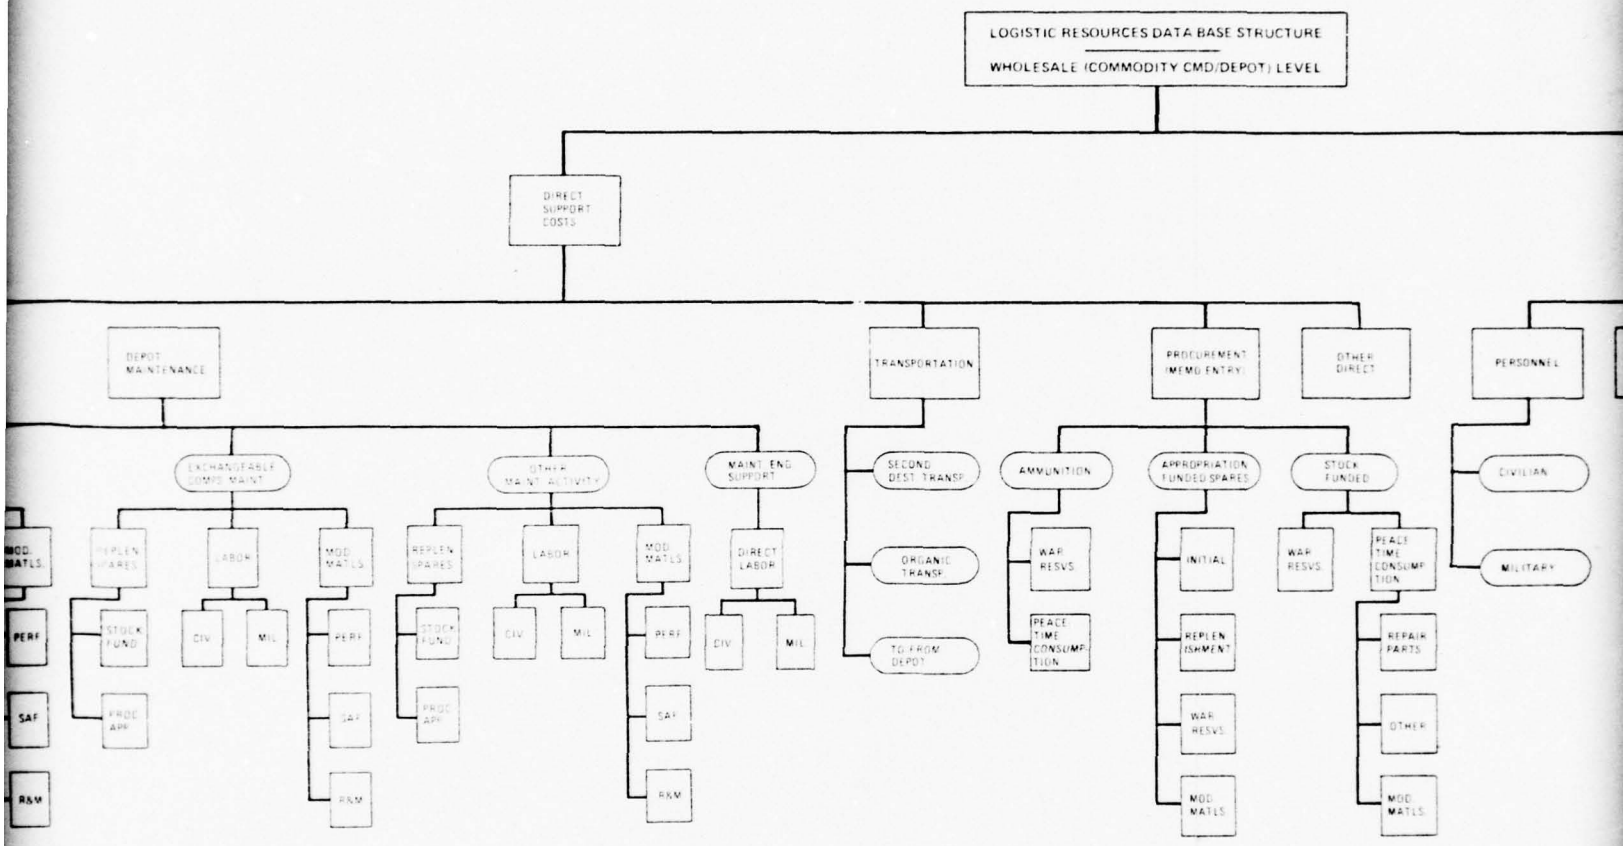 LOGISTIC RESOURCES DATA BASE STRUCTURE
WHOLESALE (COMMODITY CMD/DEPOT) LEVEL
DIRECT
SUPPORT
COSTS
DEPOT
MAINTENANCE
TRANSPORTATION
PROCUREMENT
(MEMO ENTRY)
OTHER
DIRECT
PERSONNEL
EXCHANGEABLE
COMPS MAINT
OTHER
MAINT ACTIVITY
MAINT ENG
SUPPORT
SECOND
DEST. TRANSP.
AMMUNITION
APPROPRIATION
FUNDED SPARES
STOCK
FUNDED
CIVILIAN
MOD.
MATLS.
REPLEN
SPARES
LABOR
MOD.
MATLS.
REPLEN
SPARES
LABOR
MOD.
MATLS.
DIRECT
LABOR
ORGANIC
TRANSP.
WAR
RESVS.
INITIAL
WAR
RESVS.
PEACE
TIME
CONSUMP-
TION
MILITARY
PERF
STOCK
FUND
CIV
MIL
PERF
STOCK
FUND
CIV
MIL
PERF
CIV
MIL
TO FROM
DEPOT
PEACE
TIME
CONSUMP-
TION
REPLEN
ISHMENT
REPAIR
PARTS
SAF
PROC
APP
SAF
PROC
APP
SAF
WAR
RESVS.
OTHER
R&M
R&M
R&M
MOD.
MATLS
MOD.
MATLS